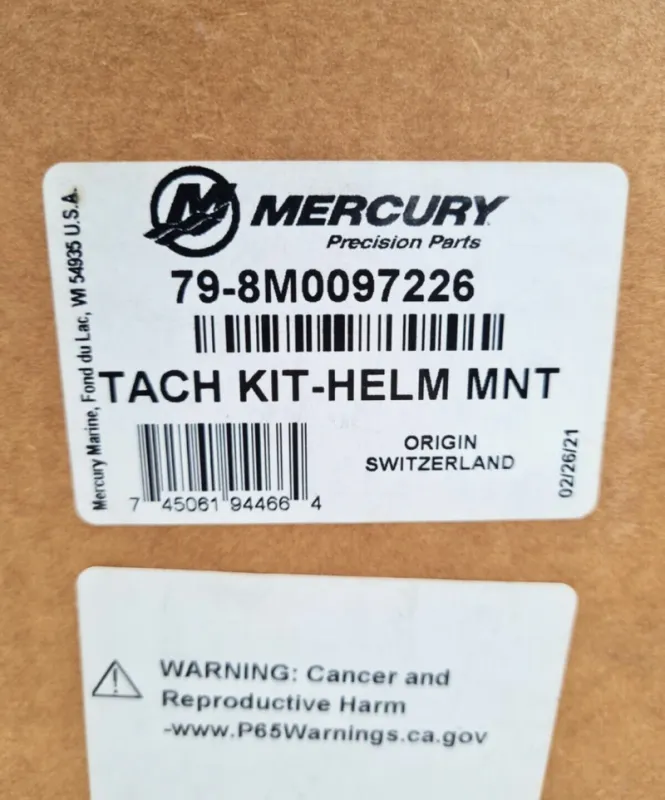 MERCURY
Precision Parts
79-8M0097226
TACH KIT-HELM MNT
ORIGIN
SWITZERLAND
7 45061 94466 4
02/26/21
Mercury Marine, Fond du Lac, WI 54935 U.S.A.
WARNING: Cancer and
Reproductive Harm
-www.P65Warnings.ca.gov